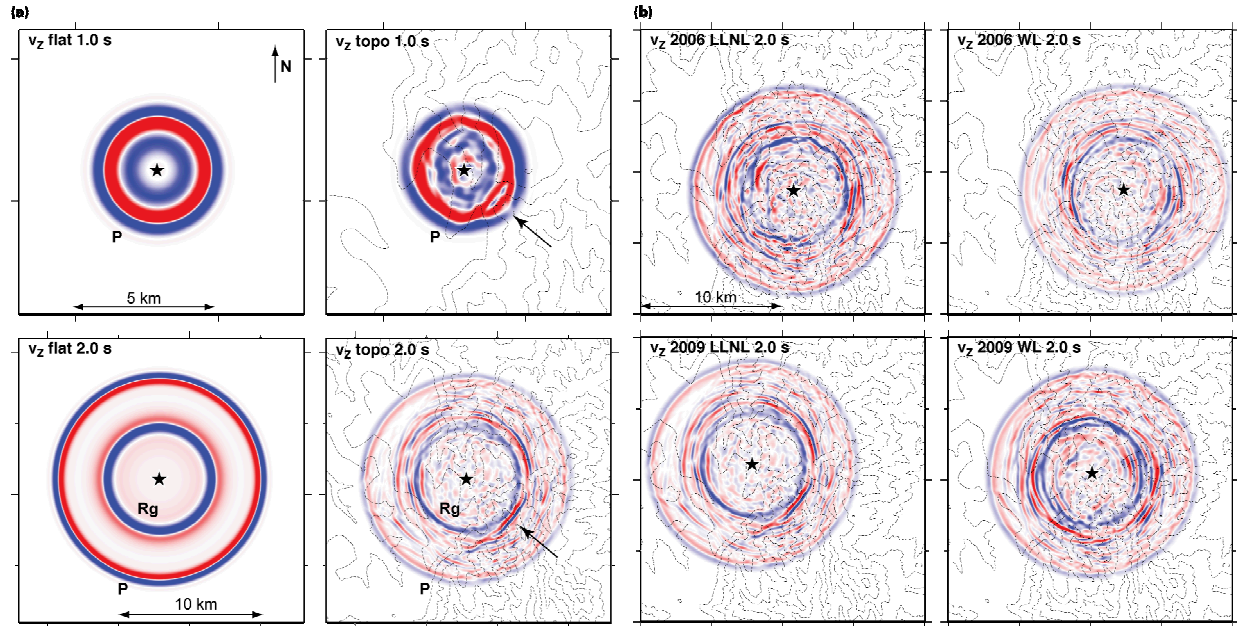 (a)
(b)
vZ flat 1.0 s
N
P
5 km
vZ topo 1.0 s
P
vZ 2006 LLNL 2.0 s
10 km
vZ 2006 WL 2.0 s
vZ flat 2.0 s
Rg
P
10 km
vZ topo 2.0 s
Rg
P
vZ 2009 LLNL 2.0 s
vZ 2009 WL 2.0 s